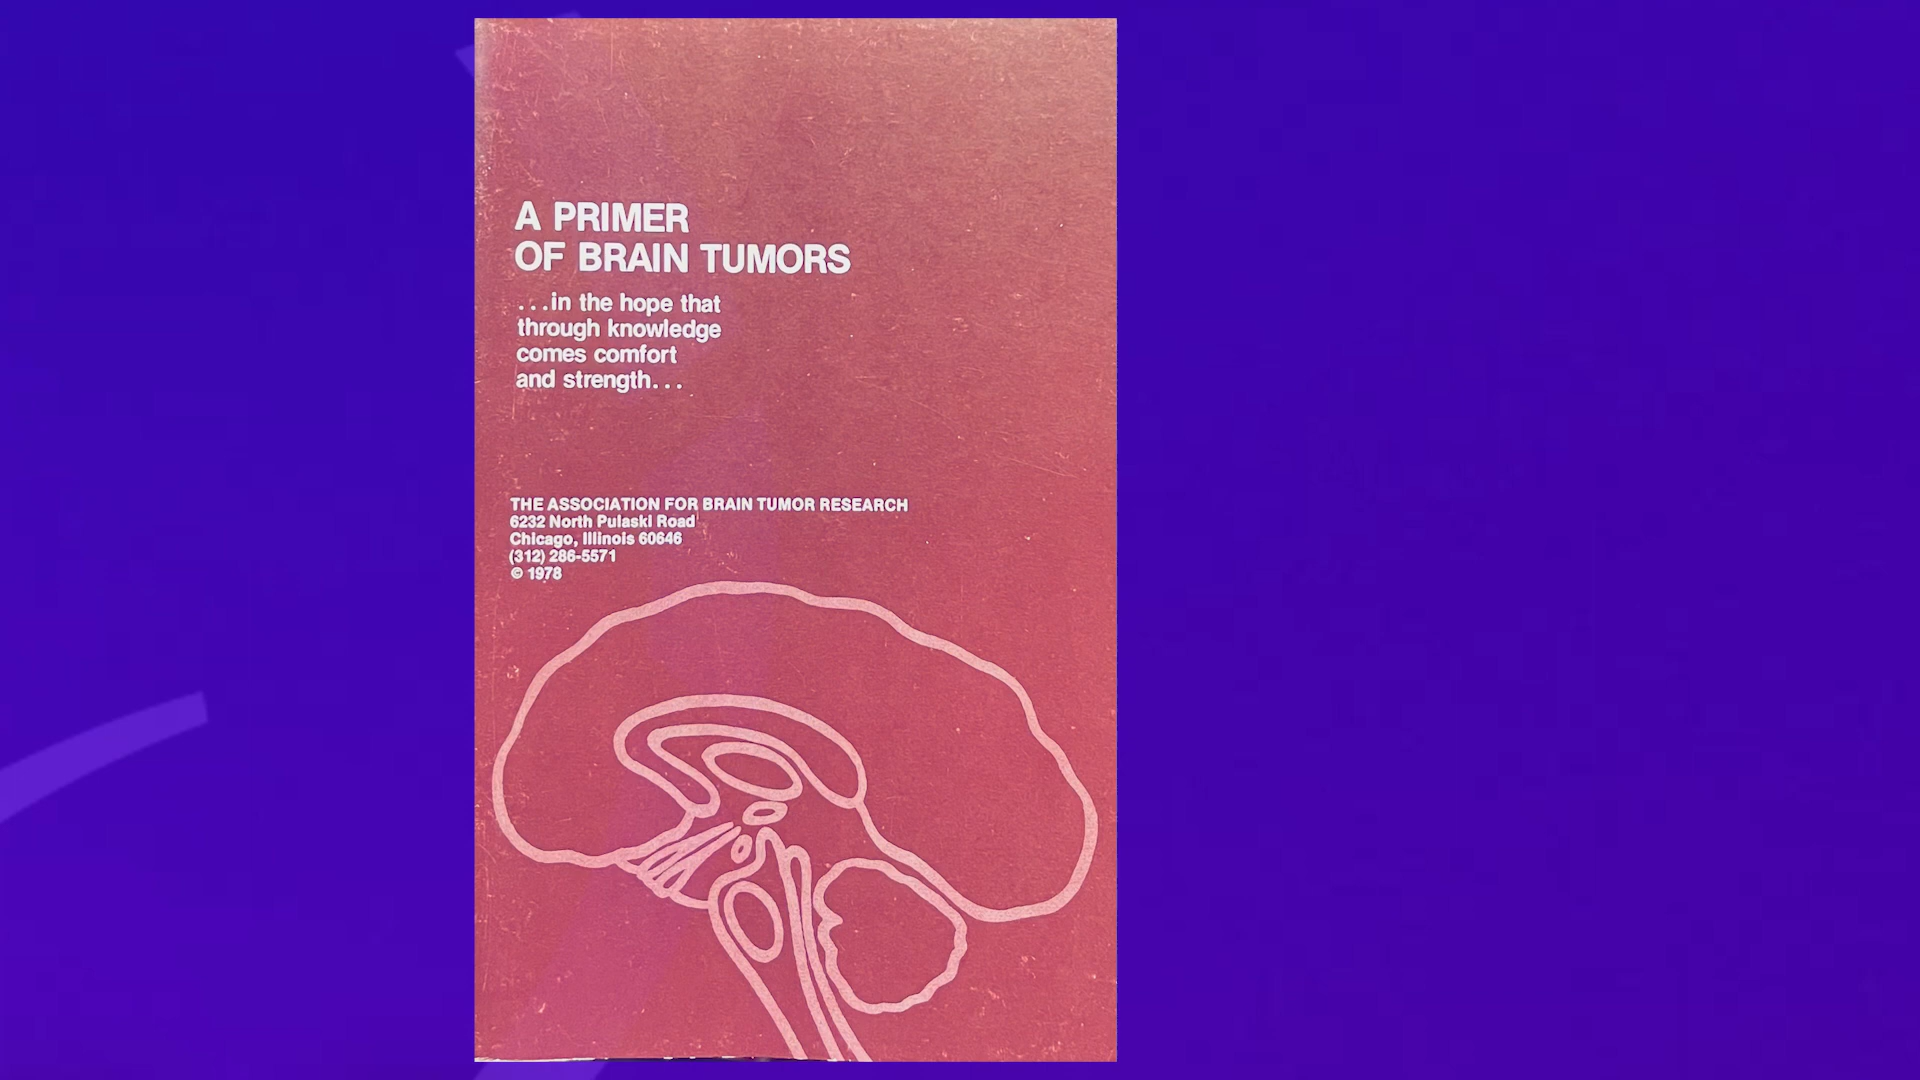 A PRIMER
OF BRAIN TUMORS
...in the hope that
through knowledge
comes comfort
and strength...
THE ASSOCIATION FOR BRAIN TUMOR RESEARCH
6232 North Pulaski Road
Chicago, Illinois 60646
(312) 286-5571
© 1978